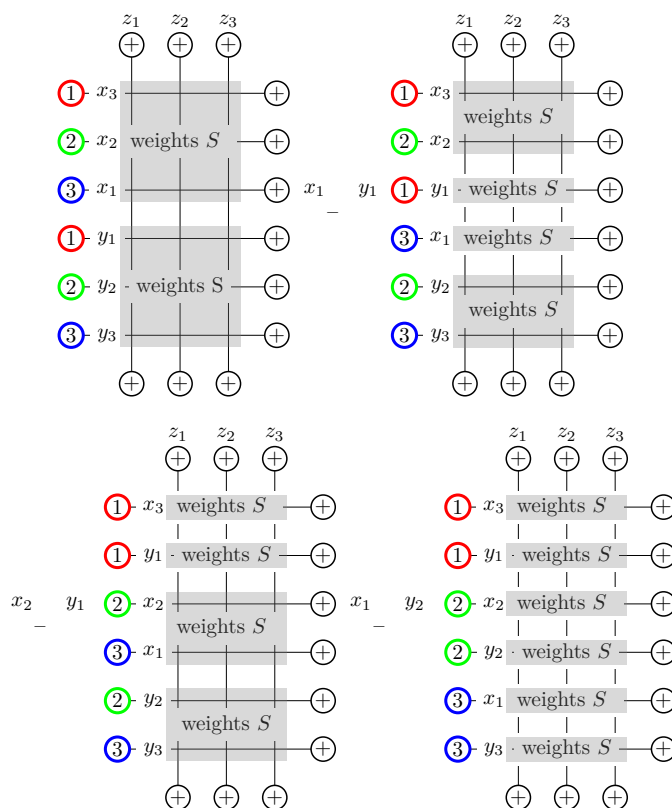 z₁ z₂ z₃
+ + +
1 x₃ +
2 x₂ weights S +
3 x₁ +
1 y₁ +
2 y₂ weights S +
3 y₃ +
+ + +
z₁ z₂ z₃
+ + +
1 x₃ +
weights S
2 x₂ +
x₁ – y₁ 1 y₁ weights S +
3 x₁ weights S +
2 y₂ +
weights S
3 y₃ +
+ + +
z₁ z₂ z₃
+ + +
1 x₃ weights S +
1 y₁ weights S +
x₂ – y₁ 2 x₂ +
weights S
3 x₁ +
2 y₂ +
weights S
3 y₃ +
+ + +
z₁ z₂ z₃
+ + +
1 x₃ weights S +
1 y₁ weights S +
x₁ – y₂ 2 x₂ weights S +
2 y₂ weights S +
3 x₁ weights S +
3 y₃ weights S +
+ + +